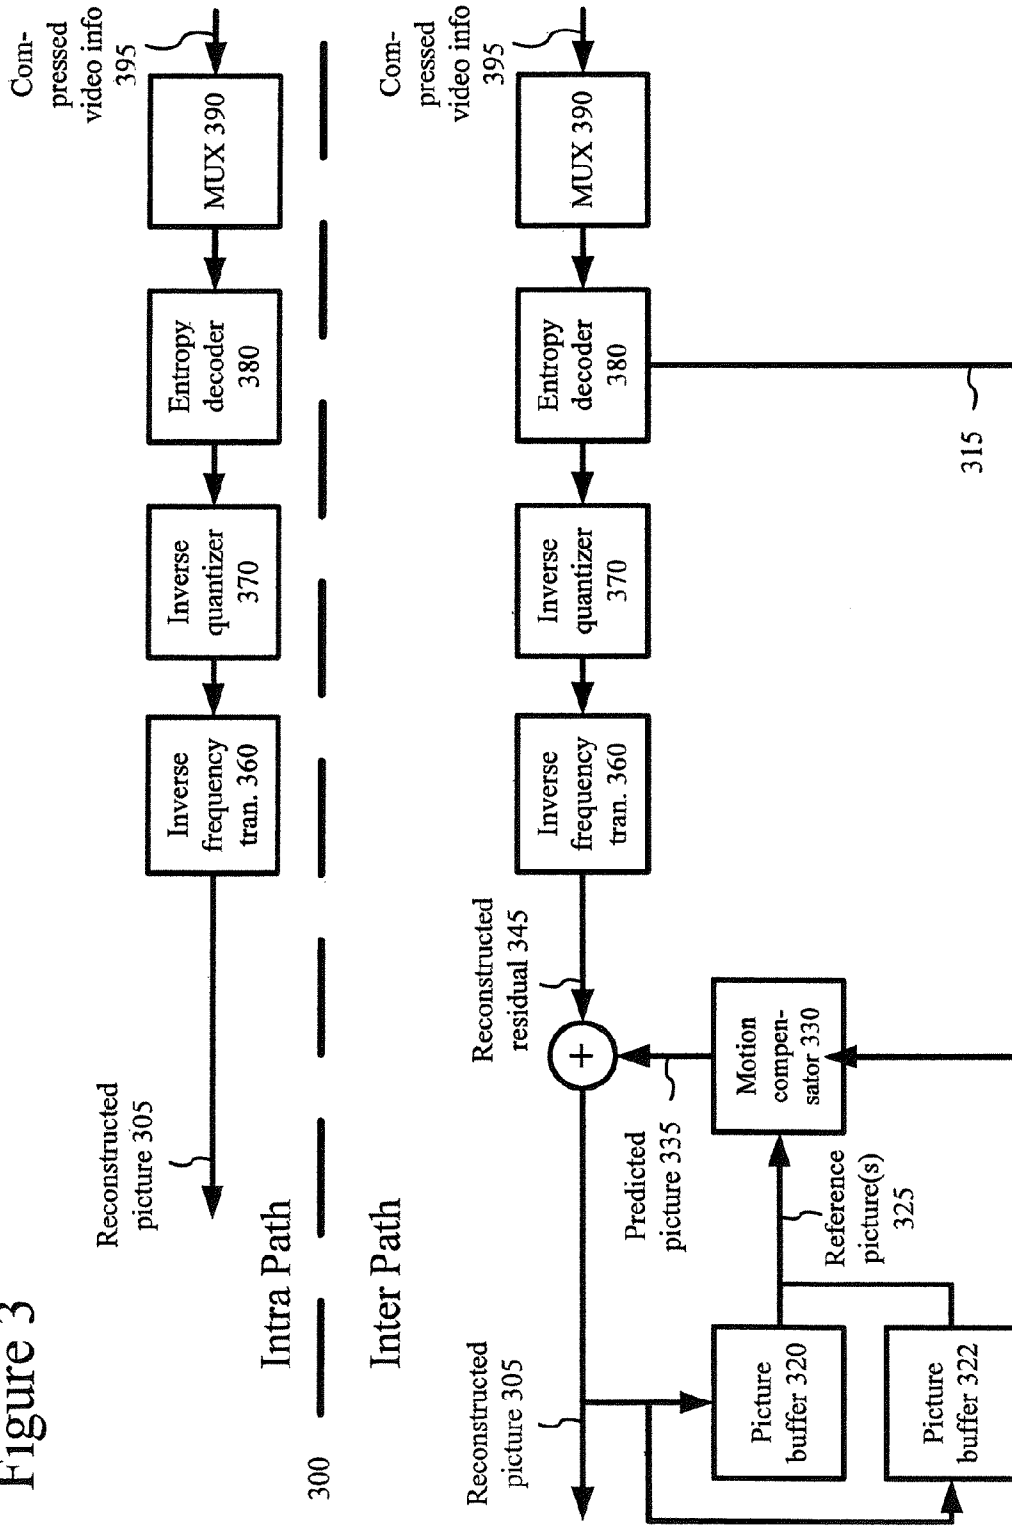 Figure 3
Reconstructed
picture 305
Inverse
frequency
tran. 360
Inverse
quantizer
370
Entropy
decoder
380
MUX 390
Com-
pressed
video info
395
Intra Path
300
Inter Path
Reconstructed
picture 305
Reconstructed
residual 345
+
Inverse
frequency
tran. 360
Inverse
quantizer
370
Entropy
decoder
380
MUX 390
Com-
pressed
video info
395
Predicted
picture 335
Picture
buffer 320
Reference
picture(s)
325
Motion
compen-
sator 330
Picture
buffer 322
315